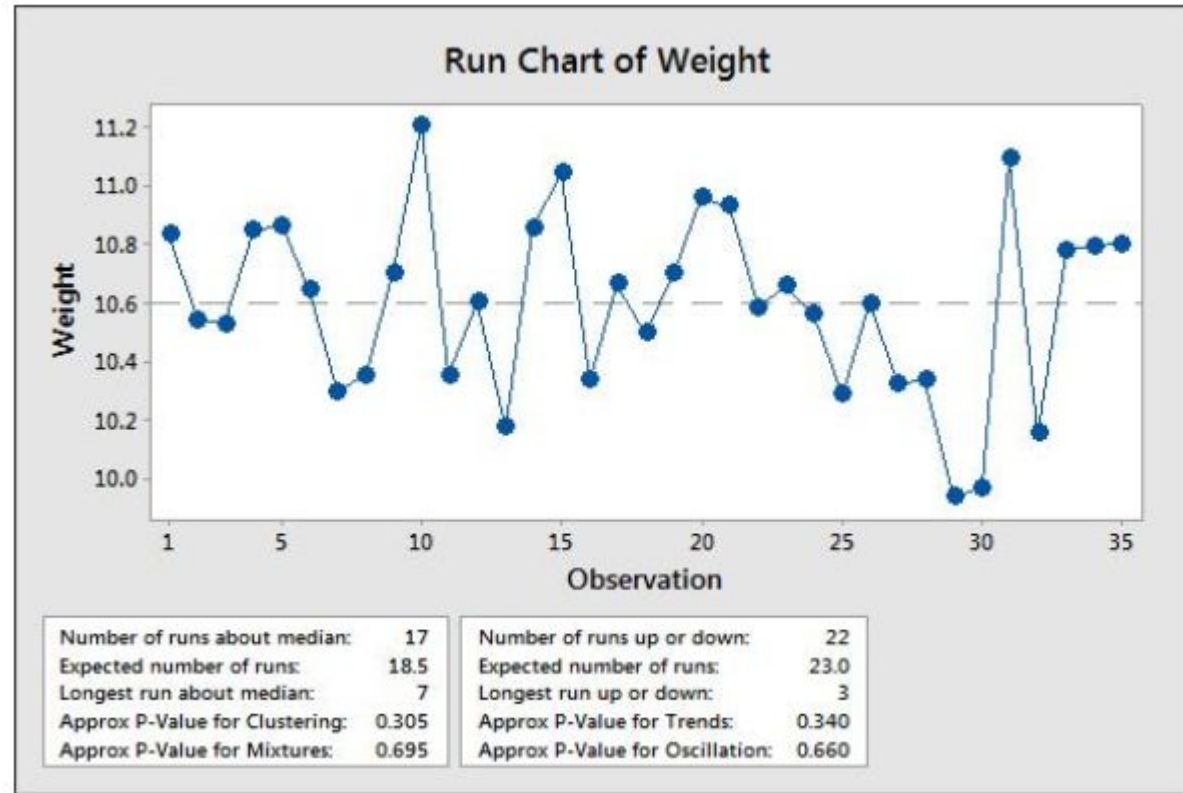 Run Chart of Weight
11.2
11.0
10.8
10.6
10.4
10.2
10.0
Weight
1 5 10 15 20 25 30 35
Observation
Number of runs about median: 17
Expected number of runs: 18.5
Longest run about median: 7
Approx P-Value for Clustering: 0.305
Approx P-Value for Mixtures: 0.695
Number of runs up or down: 22
Expected number of runs: 23.0
Longest run up or down: 3
Approx P-Value for Trends: 0.340
Approx P-Value for Oscillation: 0.660